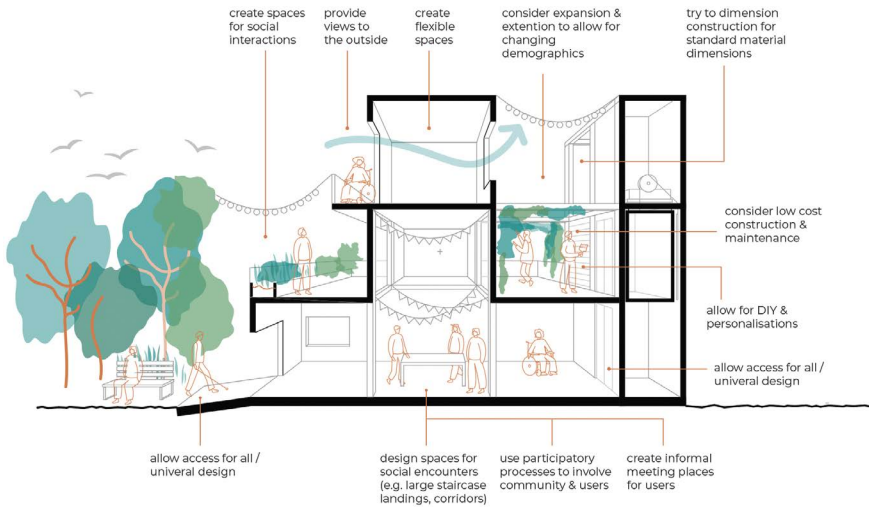 create spaces
for social
interactions
provide
views to
the outside
create
flexible
spaces
consider expansion &
extention to allow for
changing
demographics
try to dimension
construction for
standard material
dimensions
consider low cost
construction &
maintenance
allow for DIY &
personalisations
allow access for all /
univeral design
allow access for all /
univeral design
design spaces for
social encounters
(e.g. large staircase
landings, corridors)
use participatory
processes to involve
community & users
create informal
meeting places
for users